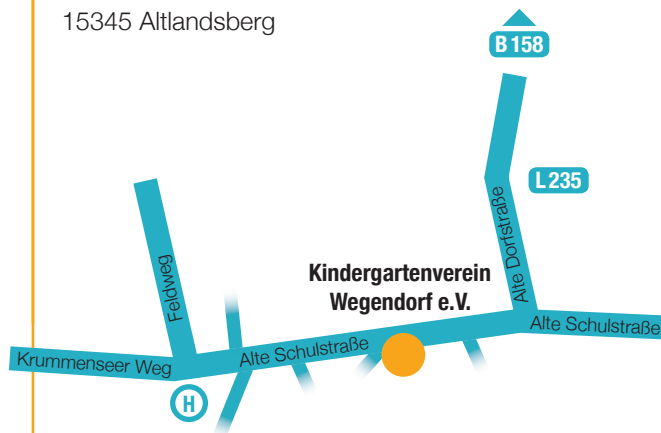 15345 Altlandsberg
B 158
L 235
Alte Dorfstraße
Feldweg
Kindergartenverein
Wegendorf e.V.
Alte Schulstraße
Alte Schulstraße
Krummenseer Weg
H